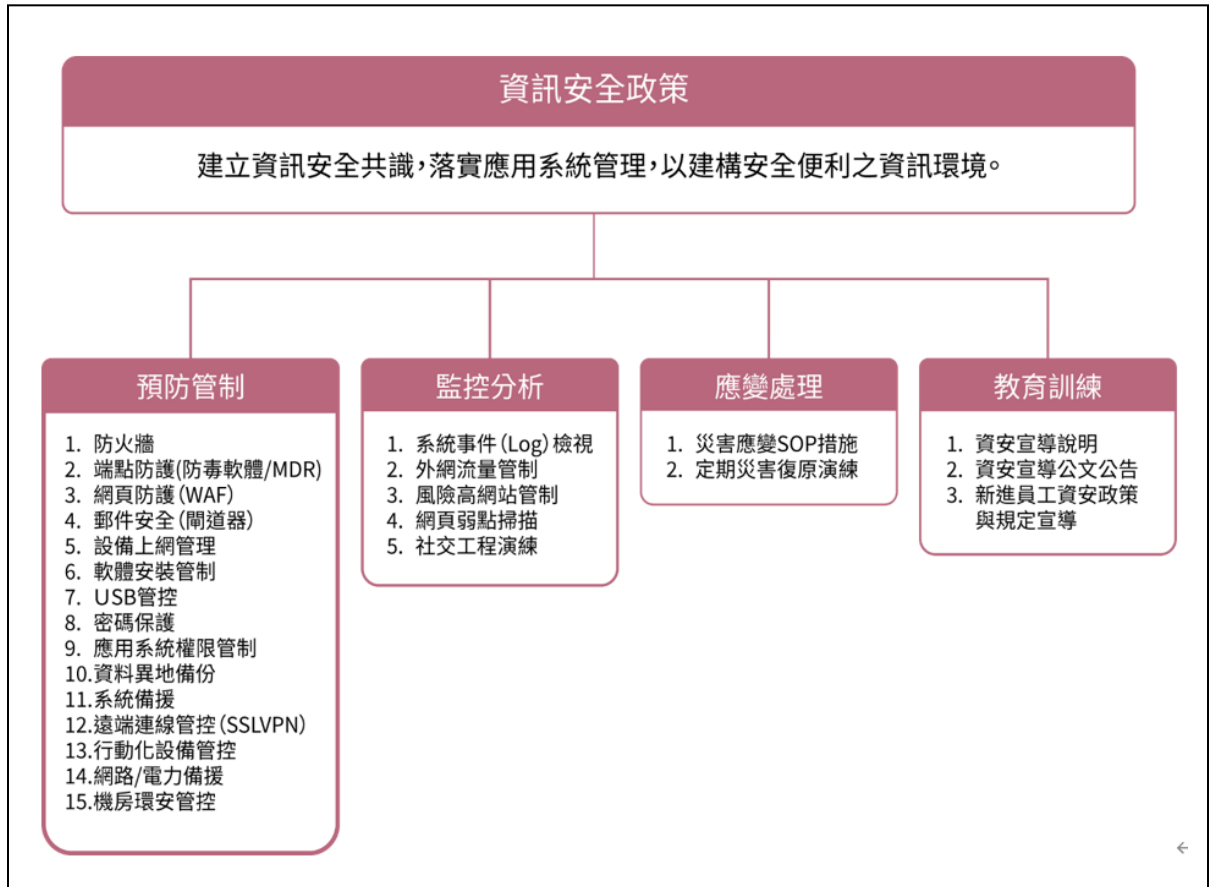 資訊安全政策
建立資訊安全共識,落實應用系統管理,以建構安全便利之資訊環境。
預防管制
1. 防火牆
2. 端點防護(防毒軟體/MDR)
3. 網頁防護(WAF)
4. 郵件安全(閘道器)
5. 設備上網管理
6. 軟體安裝管制
7. USB管控
8. 密碼保護
9. 應用系統權限管制
10.資料異地備份
11.系統備援
12.遠端連線管控(SSLVPN)
13.行動化設備管控
14.網路/電力備援
15.機房環安管控
監控分析
1. 系統事件(Log)檢視
2. 外網流量管制
3. 風險高網站管制
4. 網頁弱點掃描
5. 社交工程演練
應變處理
1. 災害應變SOP措施
2. 定期災害復原演練
教育訓練
1. 資安宣導說明
2. 資安宣導公文公告
3. 新進員工資安政策
與規定宣導